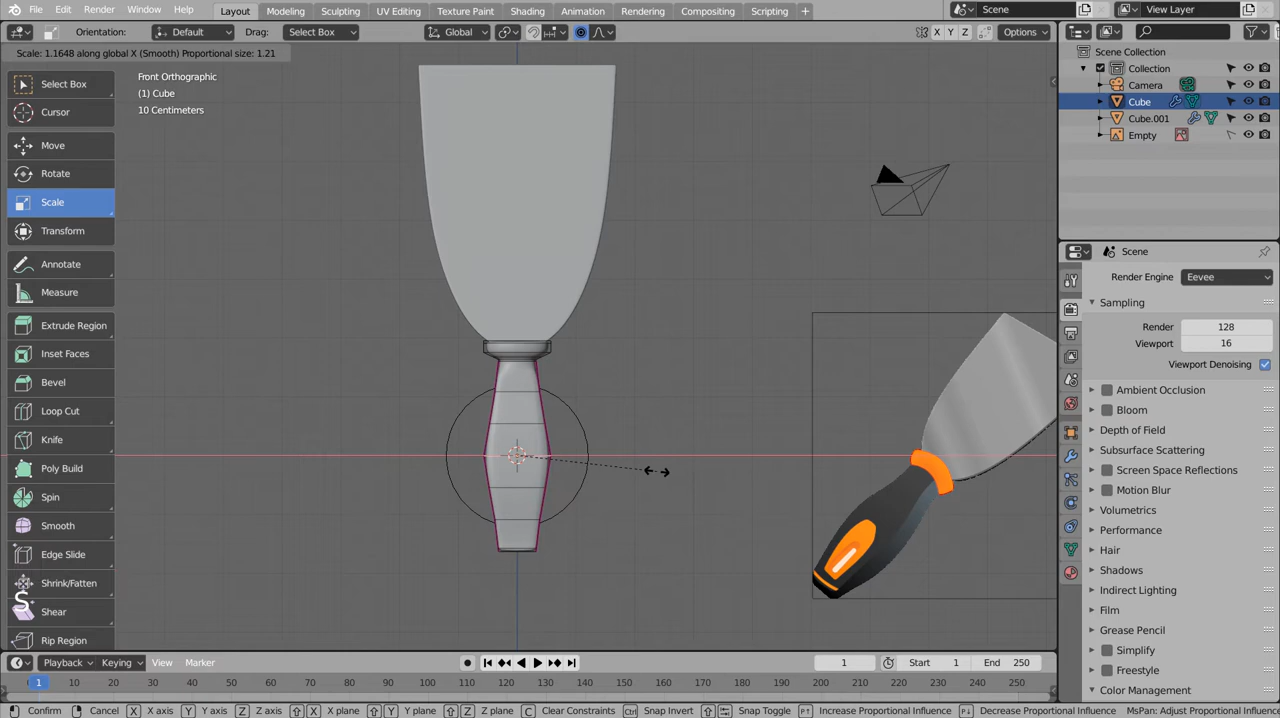 File Edit Render Window Help Layout Modeling Sculpting UV Editing Texture Paint Shading Animation Rendering Compositing Scripting + Scene View Layer
Orientation: Default Drag: Select Box Global X Y Z Options
Scale: 1.1648 along global X (Smooth) Proportional size: 1.21
Select Box
Cursor
Move
Rotate
Scale
Transform
Annotate
Measure
Extrude Region
Inset Faces
Bevel
Loop Cut
Knife
Poly Build
Spin
Smooth
Edge Slide
Shrink/Fatten
S
Shear
Rip Region
Front Orthographic
(1) Cube
10 Centimeters
Scene Collection
Collection
Camera
Cube
Cube.001
Empty
Scene
Render Engine Eevee
Sampling
Render 128
Viewport 16
Viewport Denoising
Ambient Occlusion
Bloom
Depth of Field
Subsurface Scattering
Screen Space Reflections
Motion Blur
Volumetrics
Performance
Hair
Shadows
Indirect Lighting
Film
Grease Pencil
Simplify
Freestyle
Color Management
Playback Keying View Marker 1 Start 1 End 250
1 10 20 30 40 50 60 70 80 90 100 110 120 130 140 150 160 170 180 190 200 210 220 230 240 250
Confirm Cancel X X axis Y Y axis Z Z axis X X plane Y Y plane Z Z plane C Clear Constraints Ctrl Snap Invert Snap Toggle Increase Proportional Influence Decrease Proportional Influence MsPan: Adjust Proportional Influence